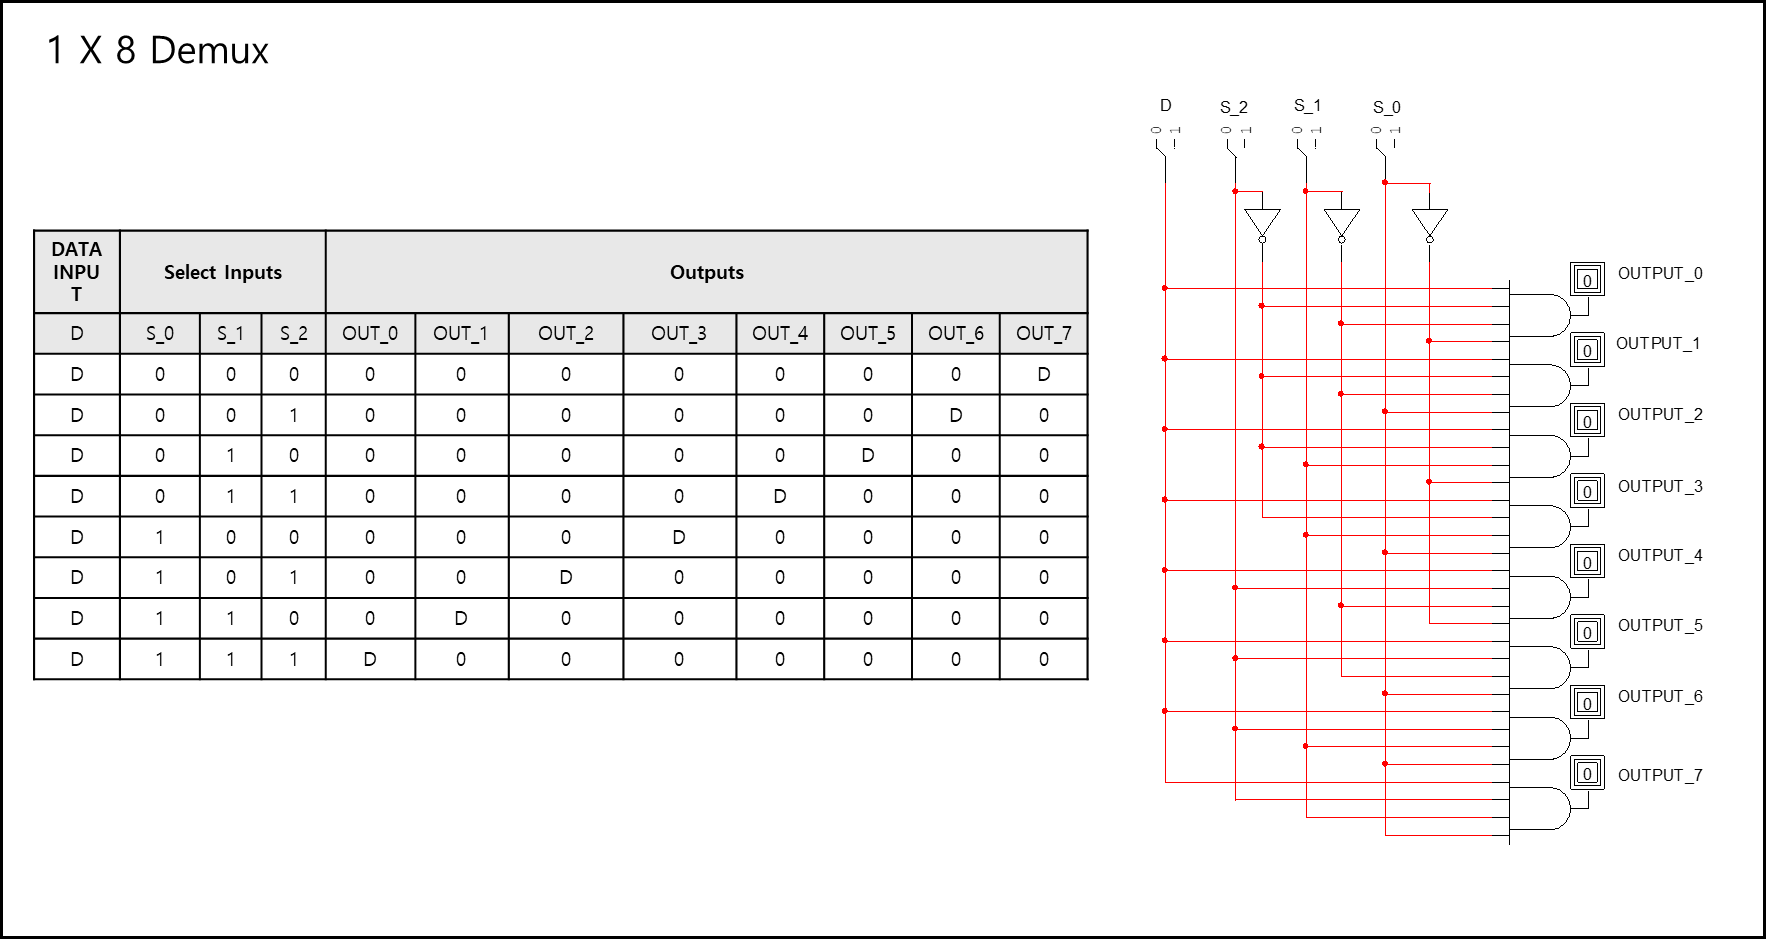 1 X 8 Demux
DATA
INPU
T
Select Inputs
Outputs
D S_0 S_1 S_2 OUT_0 OUT_1 OUT_2 OUT_3 OUT_4 OUT_5 OUT_6 OUT_7
D 0 0 0 0 0 0 0 0 0 0 D
D 0 0 1 0 0 0 0 0 0 D 0
D 0 1 0 0 0 0 0 0 D 0 0
D 0 1 1 0 0 0 0 D 0 0 0
D 1 0 0 0 0 0 D 0 0 0 0
D 1 0 1 0 0 D 0 0 0 0 0
D 1 1 0 0 D 0 0 0 0 0 0
D 1 1 1 D 0 0 0 0 0 0 0
D S_2 S_1 S_0
0 1 0 1 0 1 0 1
0 OUTPUT_0
0 OUTPUT_1
0 OUTPUT_2
0 OUTPUT_3
0 OUTPUT_4
0 OUTPUT_5
0 OUTPUT_6
0 OUTPUT_7